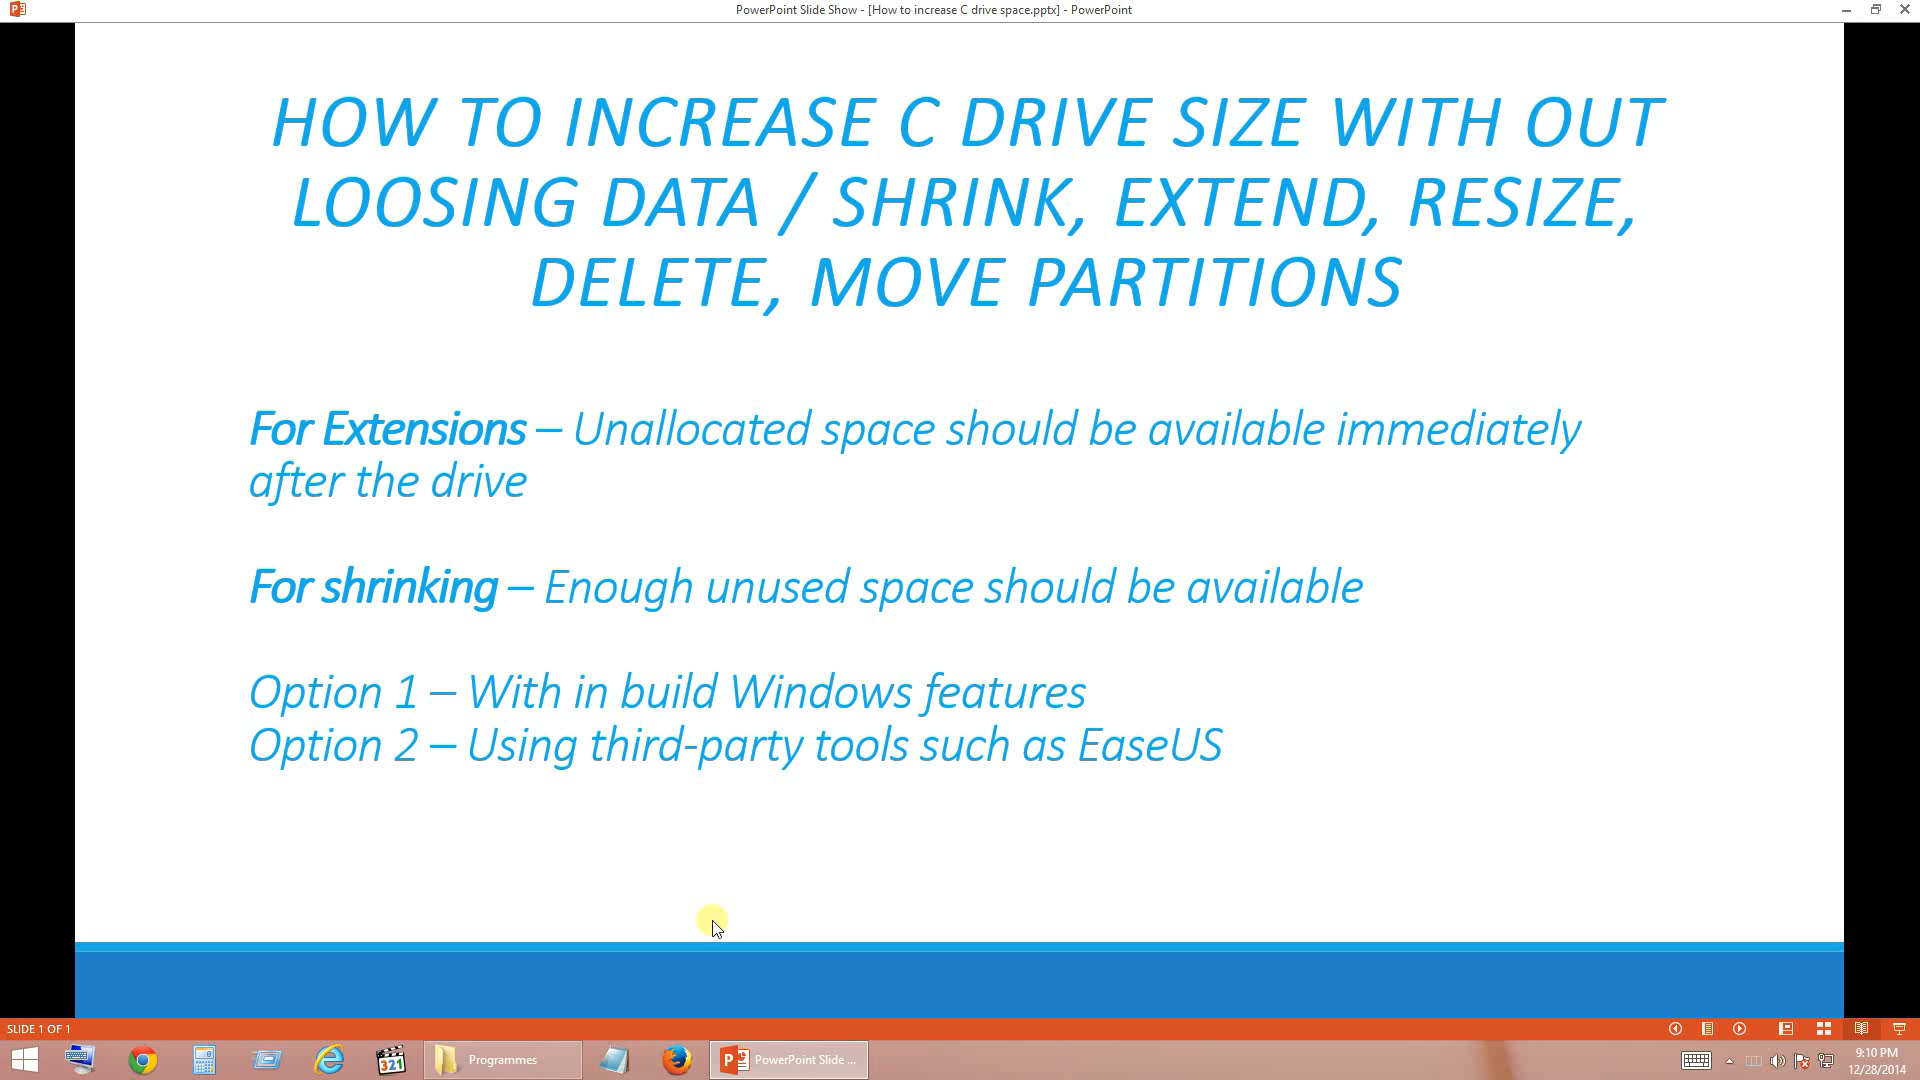 PowerPoint Slide Show - [How to increase C drive space.pptx] - PowerPoint
HOW TO INCREASE C DRIVE SIZE WITH OUT
LOOSING DATA / SHRINK, EXTEND, RESIZE,
DELETE, MOVE PARTITIONS
For Extensions – Unallocated space should be available immediately
after the drive
For shrinking – Enough unused space should be available
Option 1 – With in build Windows features
Option 2 – Using third-party tools such as EaseUS
SLIDE 1 OF 1
321
Programmes
PowerPoint Slide ...
9:10 PM
12/28/2014